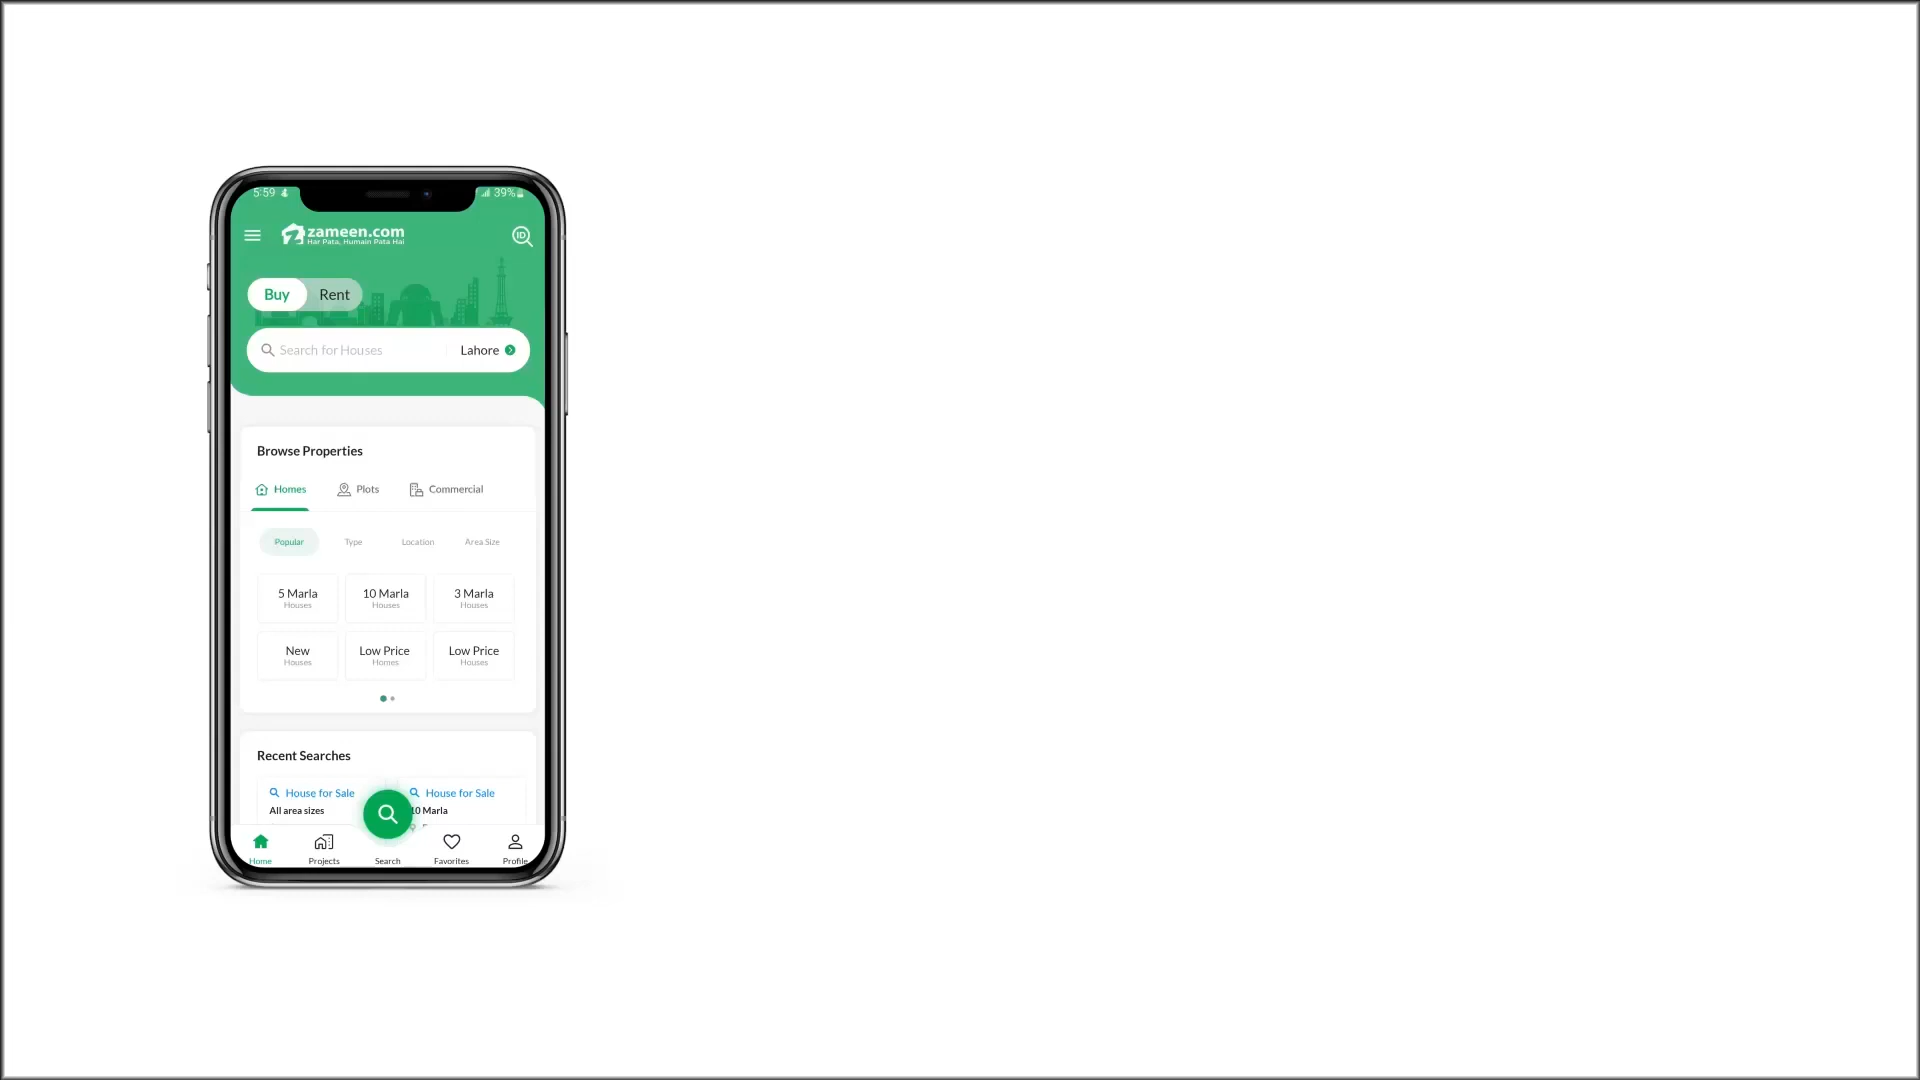 5:59 39%
zameen.com
Har Pata, Humain Pata Hai
ID
Buy Rent
Search for Houses Lahore
Browse Properties
Homes Plots Commercial
Popular Type Location Area Size
5 Marla 10 Marla 3 Marla
Houses Houses Houses
New Low Price Low Price
Houses Homes Houses
Recent Searches
House for Sale House for Sale
All area sizes 10 Marla
Home Projects Search Favorites Profile